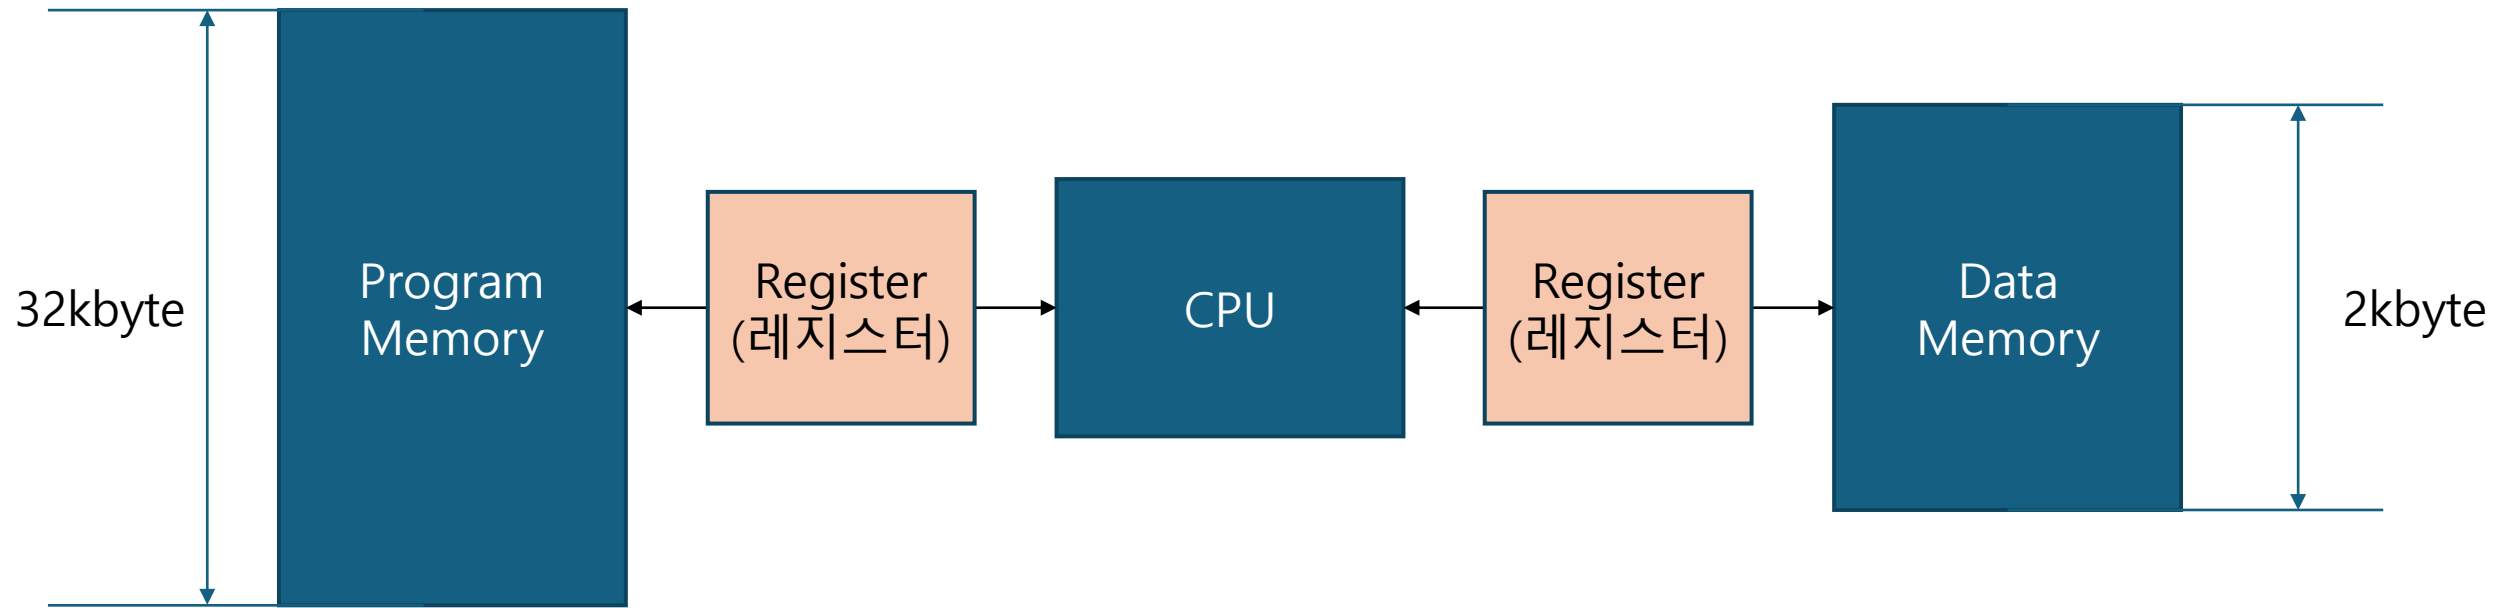 32kbyte
Program
Memory
Register
(레지스터)
CPU
Register
(레지스터)
Data
Memory
2kbyte